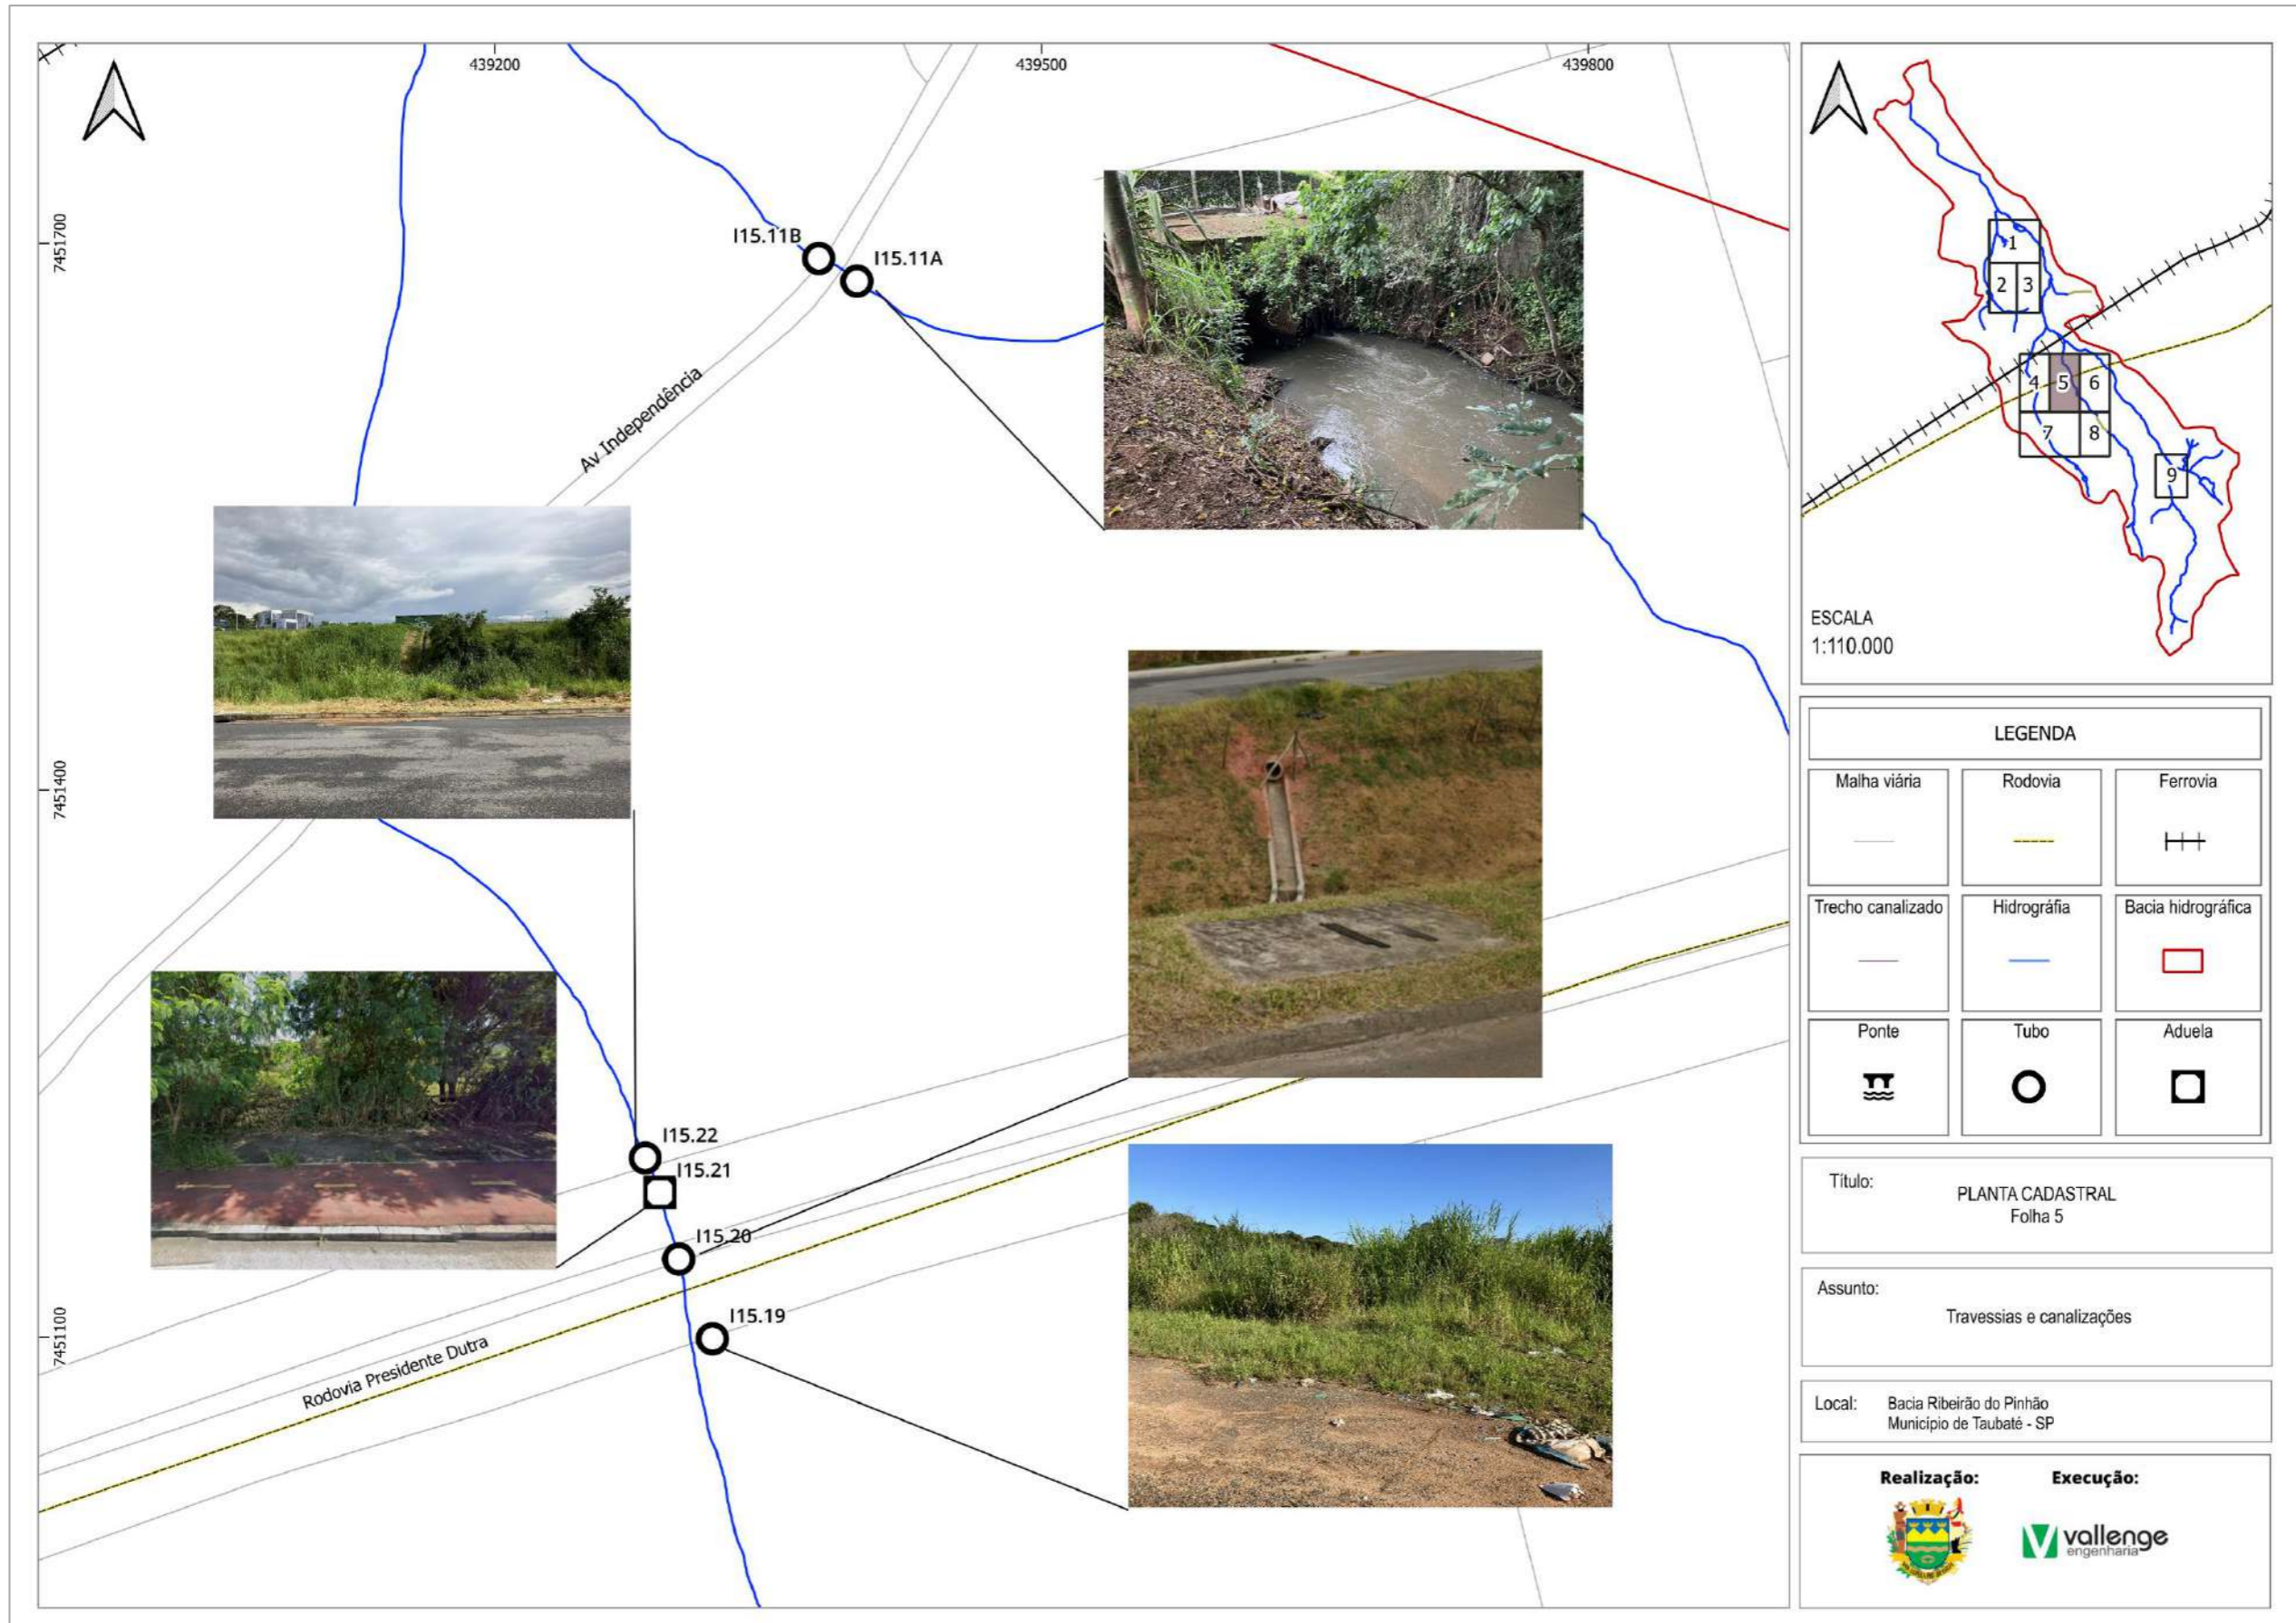 439200
439500
439800
7451700
7451400
7451100
I15.11B
I15.11A
Av Independência
I15.22
I15.21
I15.20
I15.19
Rodovia Presidente Dutra
1
2
3
4
5
6
7
8
9
ESCALA
1:110.000
LEGENDA
Malha viária
Rodovia
Ferrovia
Trecho canalizado
Hidrográfia
Bacia hidrográfica
Ponte
Tubo
Aduela
Título:
PLANTA CADASTRAL
Folha 5
Assunto:
Travessias e canalizações
Local:
Bacia Ribeirão do Pinhão
Município de Taubaté - SP
Realização:
Execução:
vallenge
engenharia